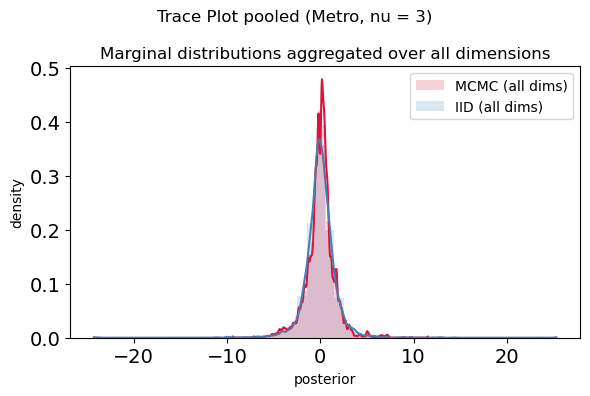 Trace Plot pooled (Metro, nu = 3)
Marginal distributions aggregated over all dimensions
MCMC (all dims)
IID (all dims)
density
0.5
0.4
0.3
0.2
0.1
0.0
−20 −10 0 10 20
posterior